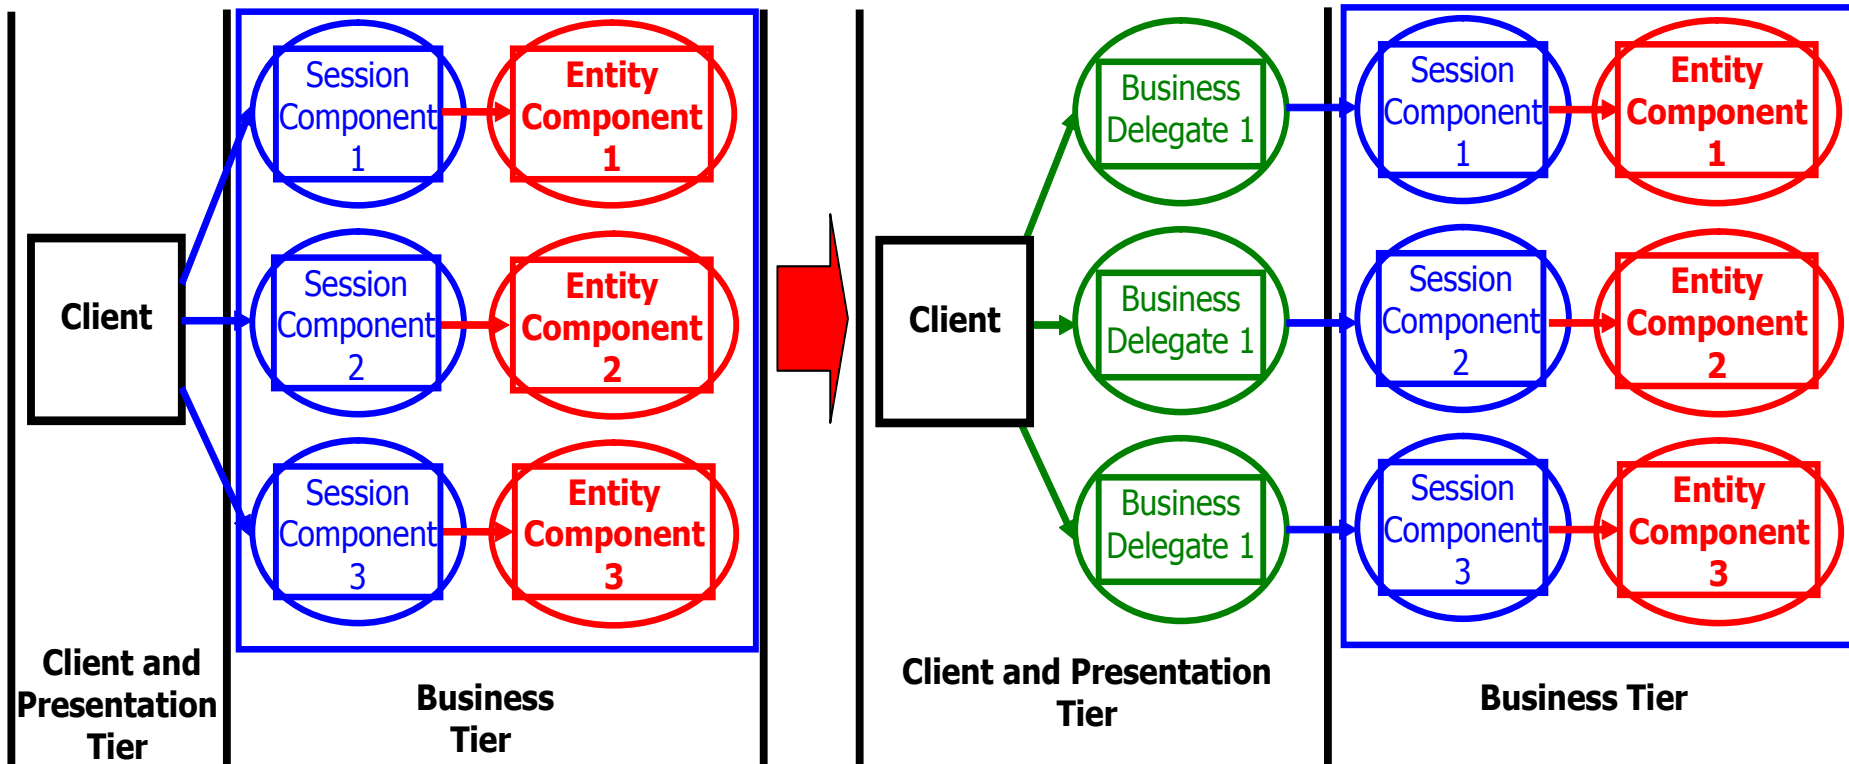 Client
Session
Component
1
Entity
Component
1
Session
Component
2
Entity
Component
2
Session
Component
3
Entity
Component
3
Client and
Presentation
Tier
Business
Tier
Client
Business
Delegate 1
Business
Delegate 1
Business
Delegate 1
Session
Component
1
Entity
Component
1
Session
Component
2
Entity
Component
2
Session
Component
3
Entity
Component
3
Client and Presentation
Tier
Business Tier